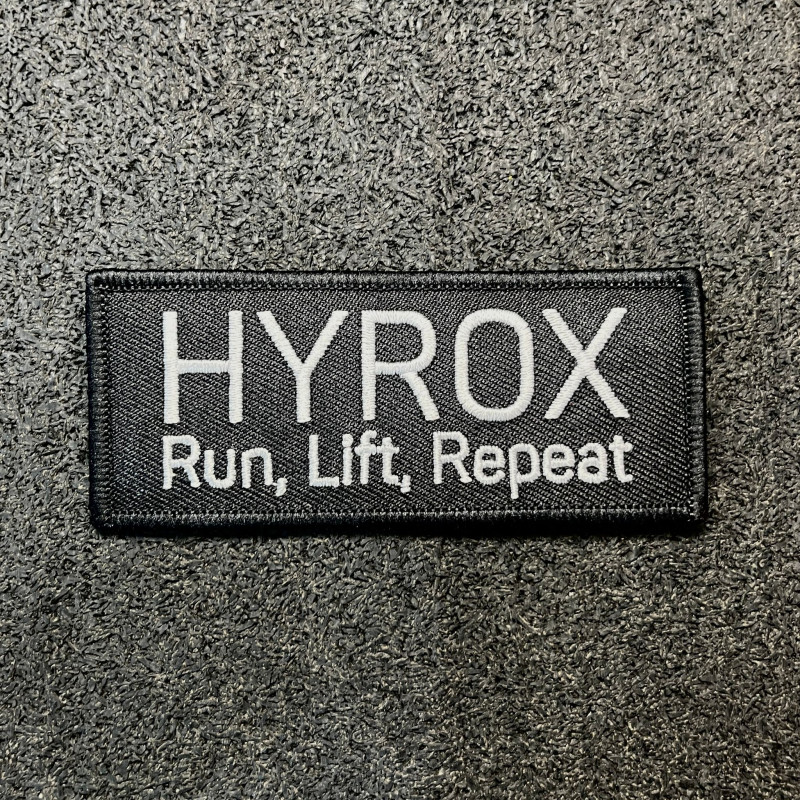 HYROX
Run, Lift, Repeat